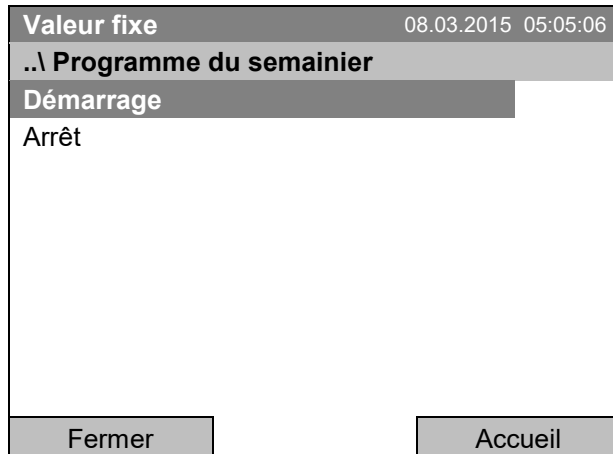 Valeur fixe 08.03.2015 05:05:06
..\ Programme du semainier
Démarrage
Arrêt
Fermer Accueil